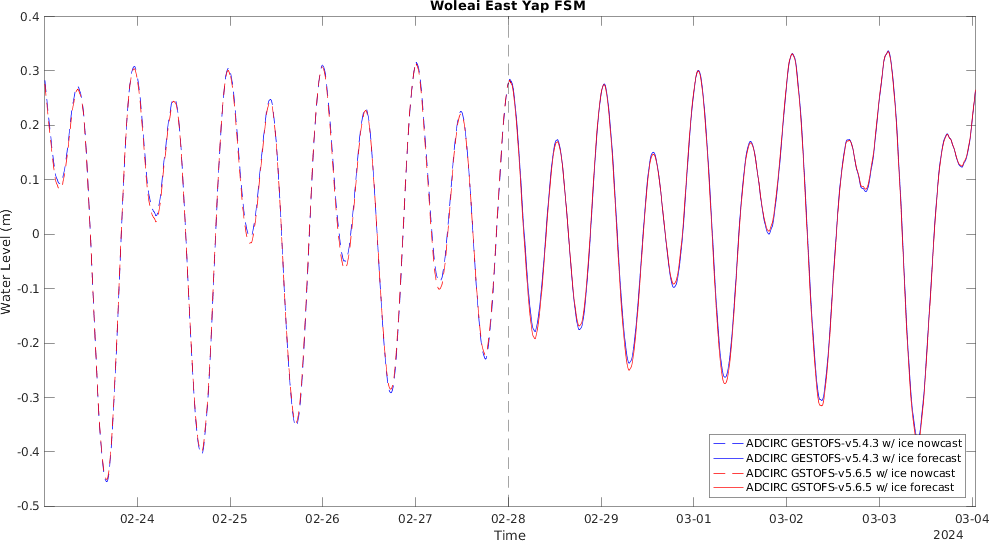 Woleai East Yap FSM
0.4
0.3
0.2
0.1
0
-0.1
-0.2
-0.3
-0.4
-0.5
Water Level (m)
ADCIRC GESTOFS-v5.4.3 w/ ice nowcast
ADCIRC GESTOFS-v5.4.3 w/ ice forecast
ADCIRC GSTOFS-v5.6.5 w/ ice nowcast
ADCIRC GSTOFS-v5.6.5 w/ ice forecast
02-24 02-25 02-26 02-27 02-28 02-29 03-01 03-02 03-03 03-04
Time
2024